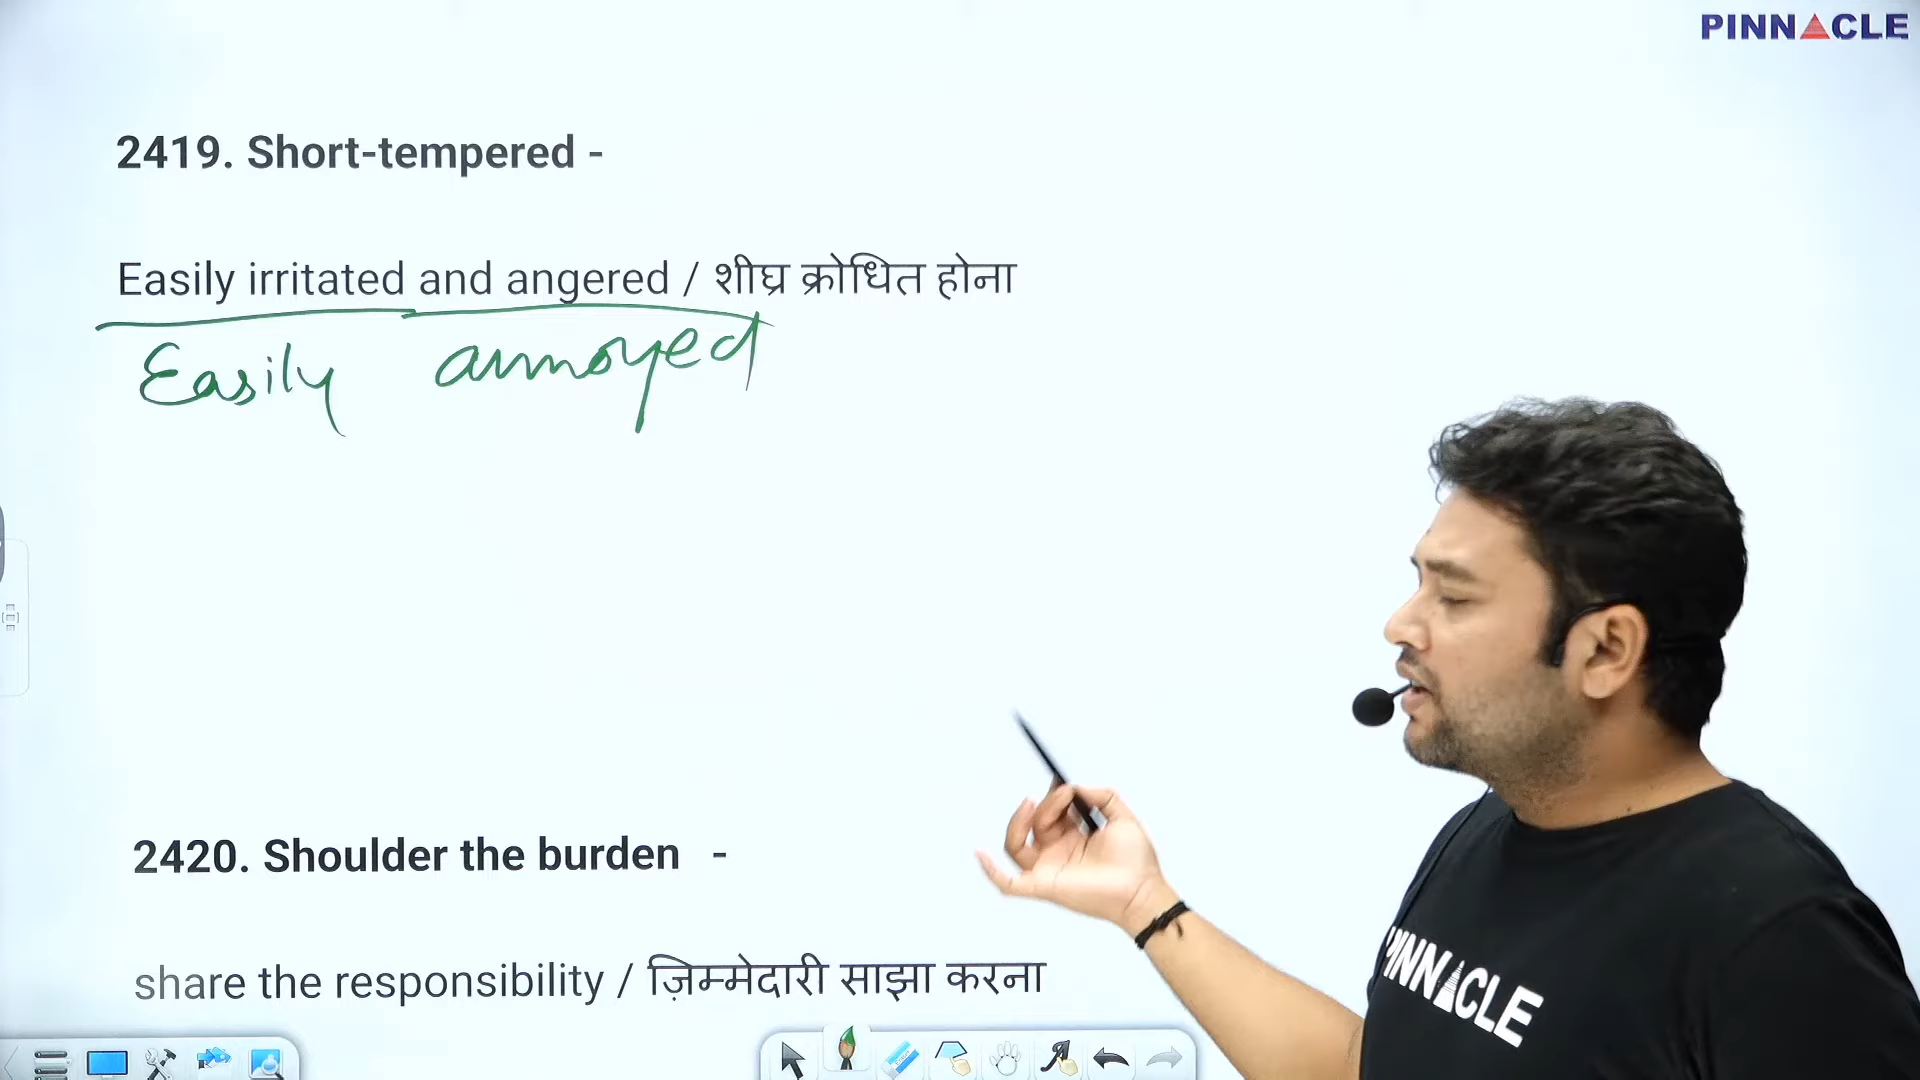 PINNACLE
2419. Short-tempered -
Easily irritated and angered / शीघ्र क्रोधित होना
Easily annoyed
2420. Shoulder the burden -
share the responsibility / ज़िम्मेदारी साझा करना
PINNACLE